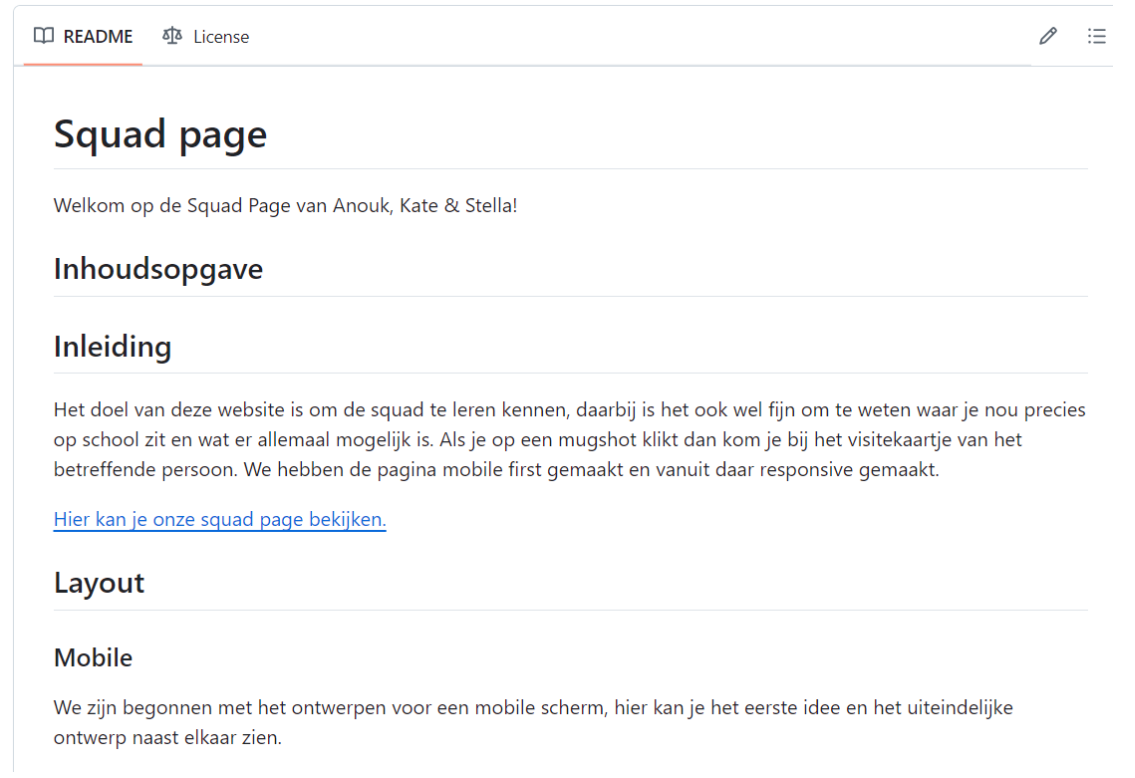 README License
Squad page
Welkom op de Squad Page van Anouk, Kate & Stella!
Inhoudsopgave
Inleiding
Het doel van deze website is om de squad te leren kennen, daarbij is het ook wel fijn om te weten waar je nou precies
op school zit en wat er allemaal mogelijk is. Als je op een mugshot klikt dan kom je bij het visitekaartje van het
betreffende persoon. We hebben de pagina mobile first gemaakt en vanuit daar responsive gemaakt.
Hier kan je onze squad page bekijken.
Layout
Mobile
We zijn begonnen met het ontwerpen voor een mobile scherm, hier kan je het eerste idee en het uiteindelijke
ontwerp naast elkaar zien.